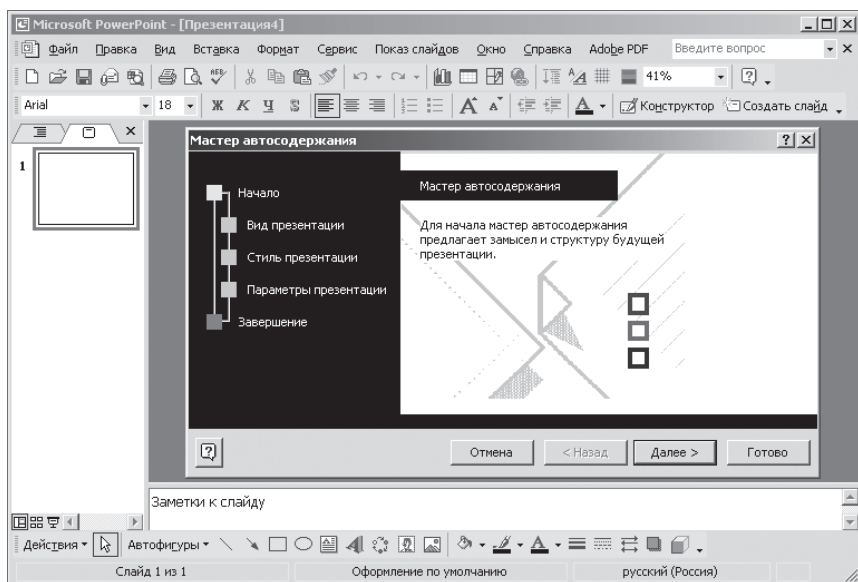 Microsoft PowerPoint - [Презентация4]
Файл Правка Вид Вставка Формат Сервис Показ слайдов Окно Справка Adobe PDF Введите вопрос
41%
Arial 18 Ж К Ч S А А А Конструктор Создать слайд
1
Мастер автосодержания
Начало
Вид презентации
Стиль презентации
Параметры презентации
Завершение
Мастер автосодержания
Для начала мастер автосодержания
предлагает замысел и структуру будущей
презентации.
Отмена < Назад Далее > Готово
Заметки к слайду
Действия Автофигуры А
Слайд 1 из 1 Оформление по умолчанию русский (Россия)